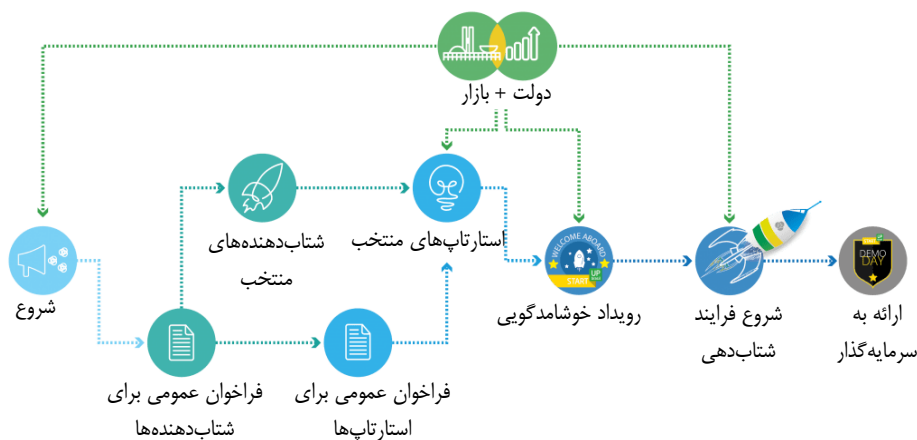 دولت + بازار
شتاب‌دهنده‌های
منتخب
استارتاپ‌های منتخب
WELCOME ABOARD
START UP
شروع
رویداد خوشامدگویی
شروع فرایند
شتاب‌دهی
DEMO
DAY
ارائه به
سرمایه‌گذار
فراخوان عمومی برای
شتاب‌دهنده‌ها
فراخوان عمومی برای
استارتاپ‌ها